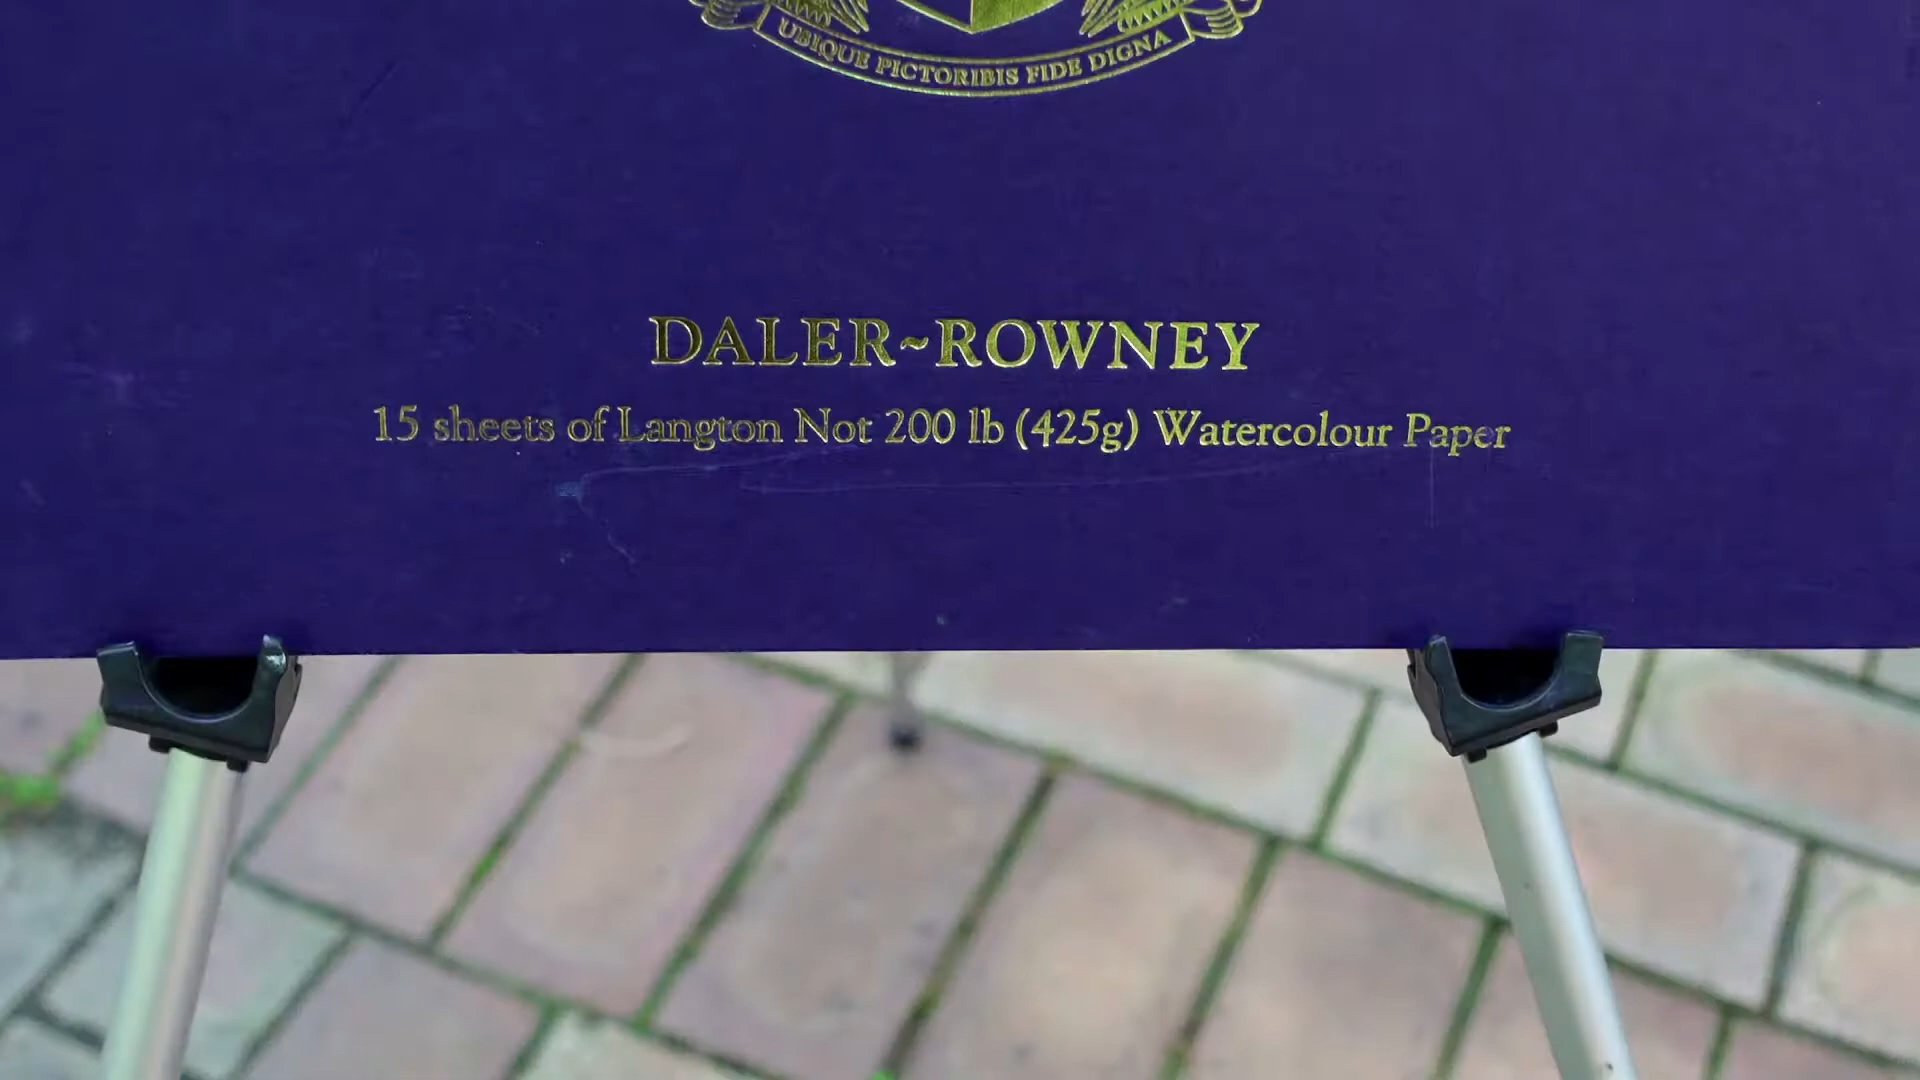 UBIQUE PICTORIBIS FIDE DIGNA
DALER~ROWNEY
15 sheets of Langton Not 200 lb (425g) Watercolour Paper